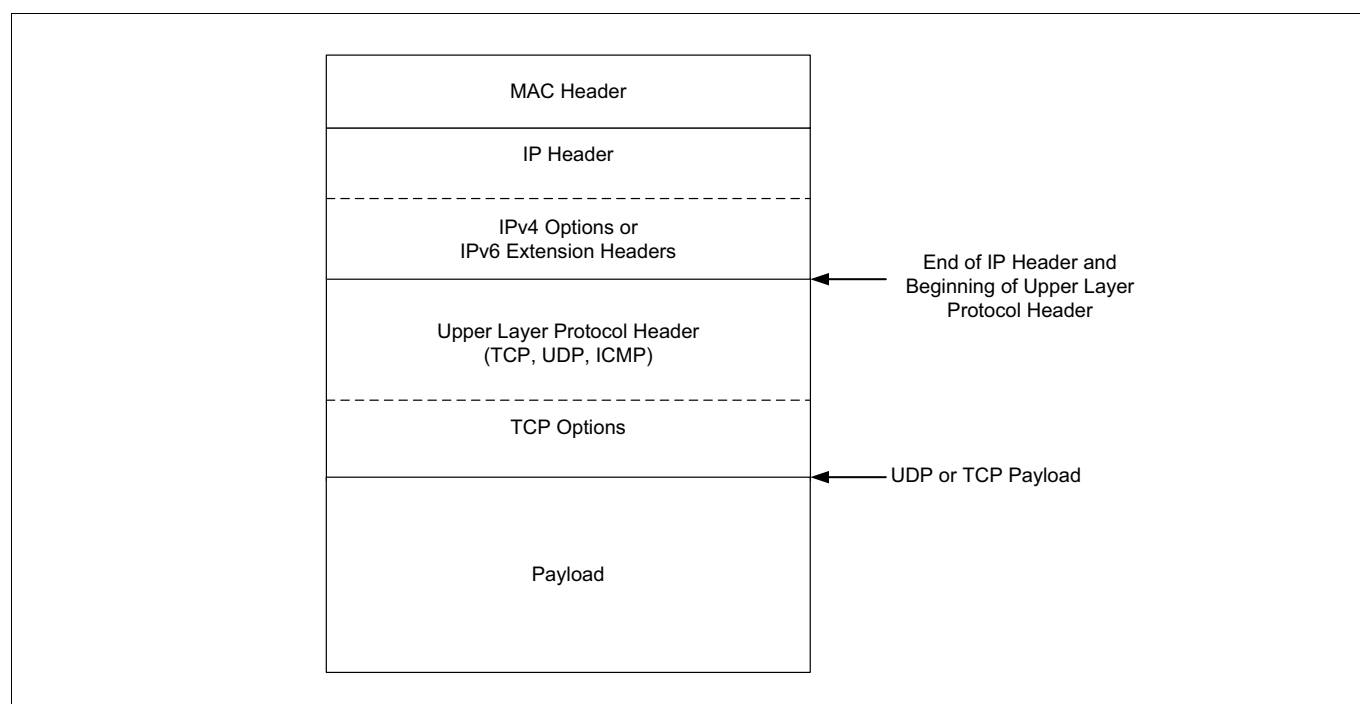 MAC Header
IP Header
IPv4 Options or
IPv6 Extension Headers
End of IP Header and
Beginning of Upper Layer
Protocol Header
Upper Layer Protocol Header
(TCP, UDP, ICMP)
TCP Options
UDP or TCP Payload
Payload